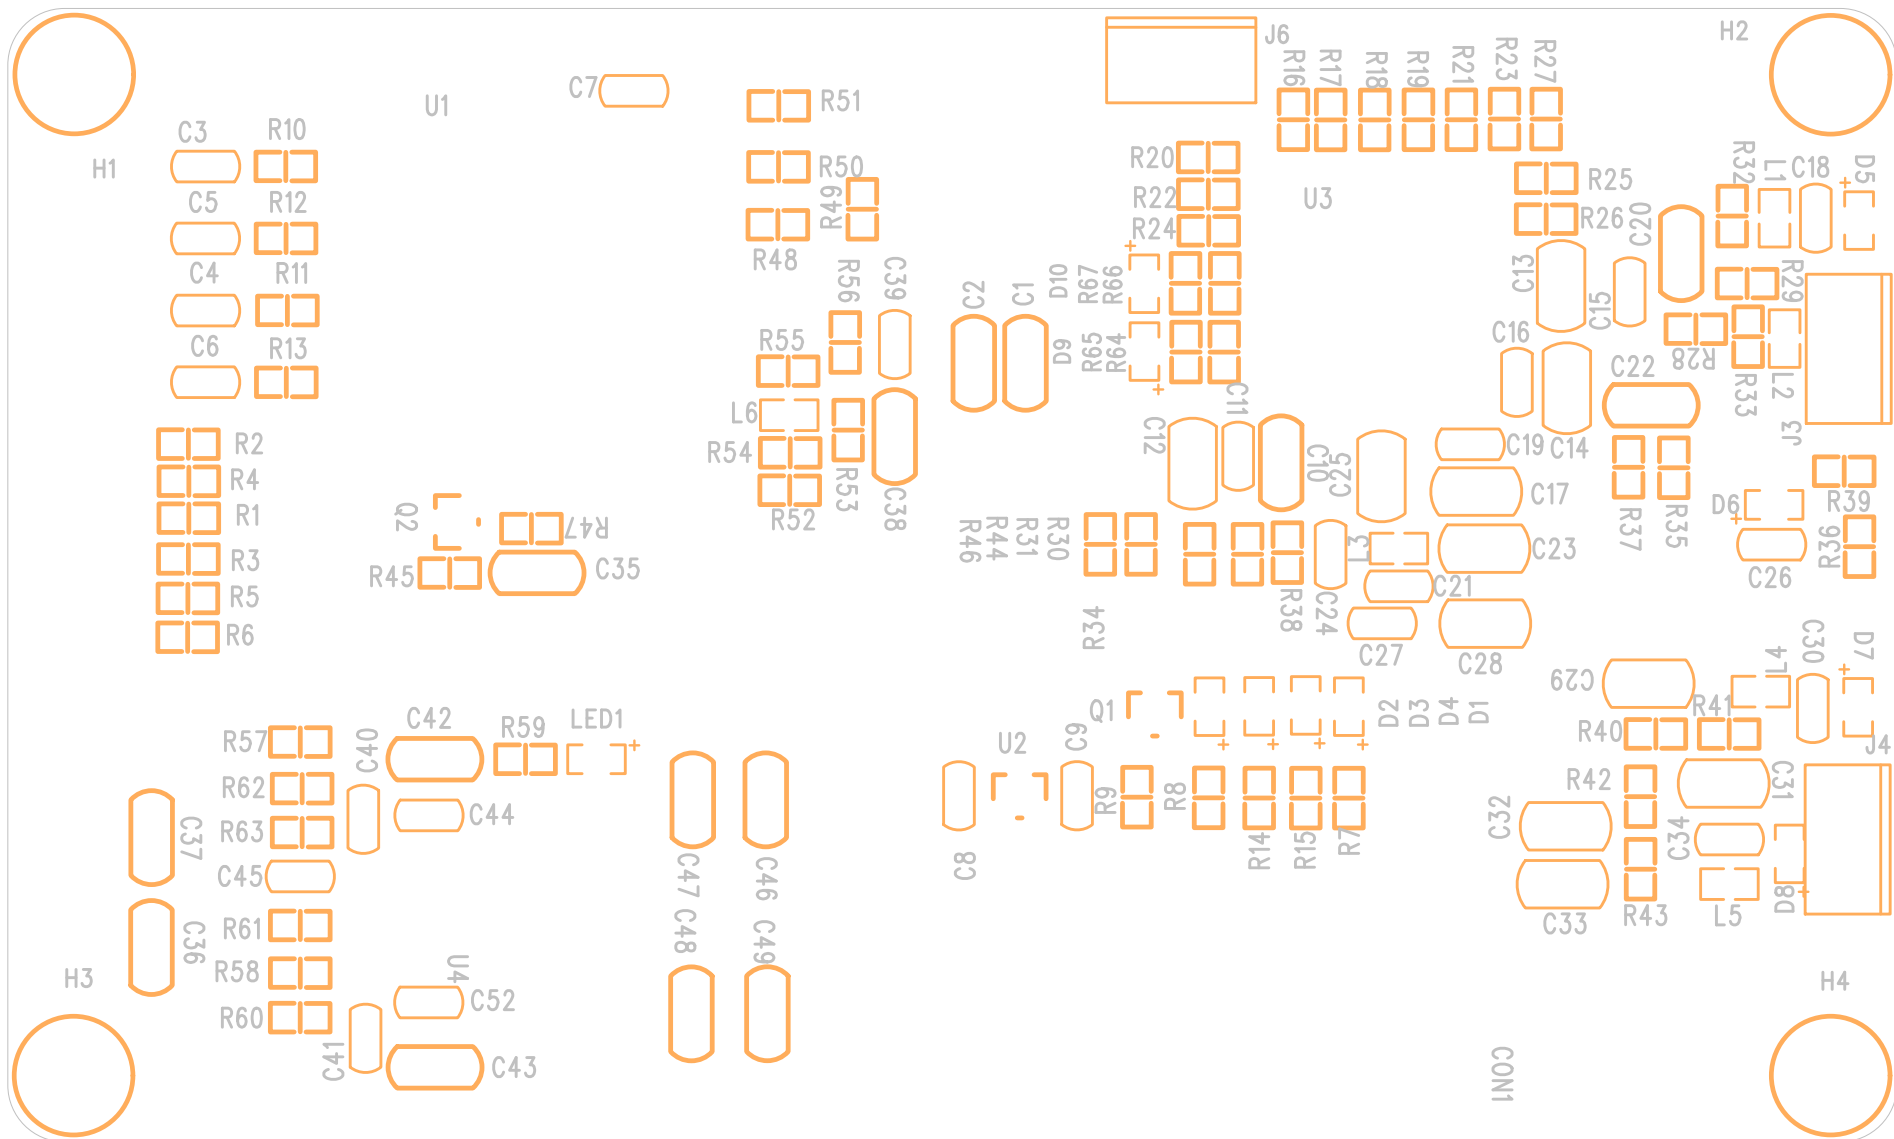 H2
J6
R16
R17
R18
R19
R21
R23
R27
C7
U1
R51
C3
R10
H1
R50
R20
R32
L1
C18
D5
+
R25
R22
U3
C5
R12
R49
R24
R26
C20
+
R48
C4
R11
R56
C39
C2
C1
D10
R67
R66
C13
C15
R29
R55
C6
R13
D9
R65
R64
C16
R28
C22
+
L6
C11
R33
L2
J3
R2
R54
C12
C10
C25
C19
C14
R4
R53
C17
R39
D6
+
R1
Q2
R52
C38
R47
R46
R44
R31
R30
R37
R35
R36
R3
R45
C35
L3
C23
C26
R5
C21
R6
R34
R38
C24
C27
C28
C30
D7
+
L4
C29
C42
LED1
Q1
D2
D3
D4
D1
R41
R57
C40
R59
+
U2
C9
+
+
+
+
R40
J4
R62
R9
R8
R42
C31
C44
R63
C37
C32
C34
C45
C47
C46
C8
R14
R15
R7
D8
+
R61
C36
C48
C49
C33
R43
L5
H3
R58
U4
H4
C52
R60
C41
C43
CON1